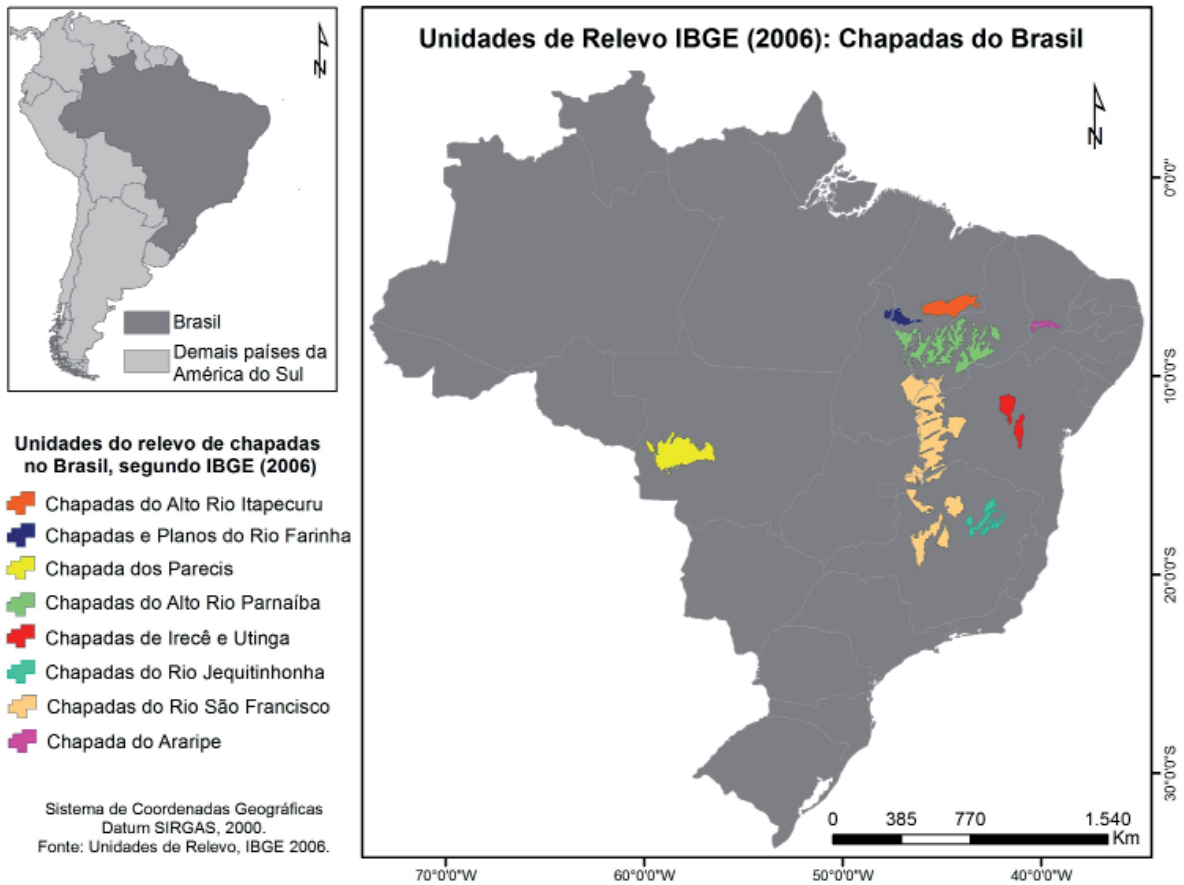 N
Brasil
Demais países da
América do Sul
Unidades do relevo de chapadas
no Brasil, segundo IBGE (2006)
Chapadas do Alto Rio Itapecuru
Chapadas e Planos do Rio Farinha
Chapada dos Parecis
Chapadas do Alto Rio Parnaíba
Chapadas de Irecê e Utinga
Chapadas do Rio Jequitinhonha
Chapadas do Rio São Francisco
Chapada do Araripe
Sistema de Coordenadas Geográficas
Datum SIRGAS, 2000.
Fonte: Unidades de Relevo, IBGE 2006.
Unidades de Relevo IBGE (2006): Chapadas do Brasil
N
0°0'0"
10°0'0"S
20°0'0"S
30°0'0"S
0 385 770 1.540
Km
70°0'0"W 60°0'0"W 50°0'0"W 40°0'0"W